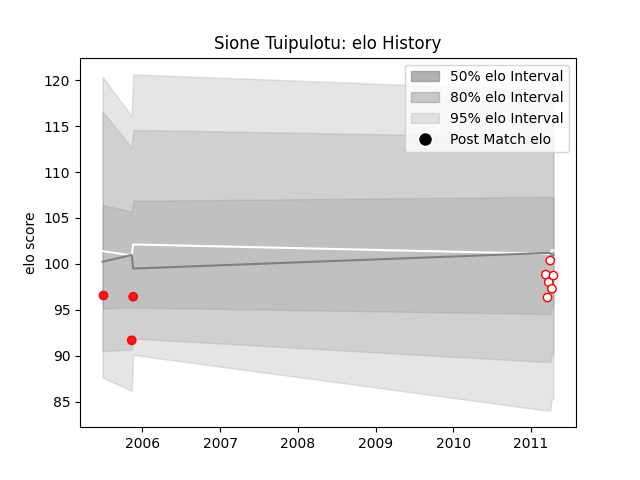 Sione Tuipulotu: elo History
50% elo Interval
80% elo Interval
95% elo Interval
Post Match elo
elo score
120
115
110
105
100
95
90
85
2006
2007
2008
2009
2010
2011